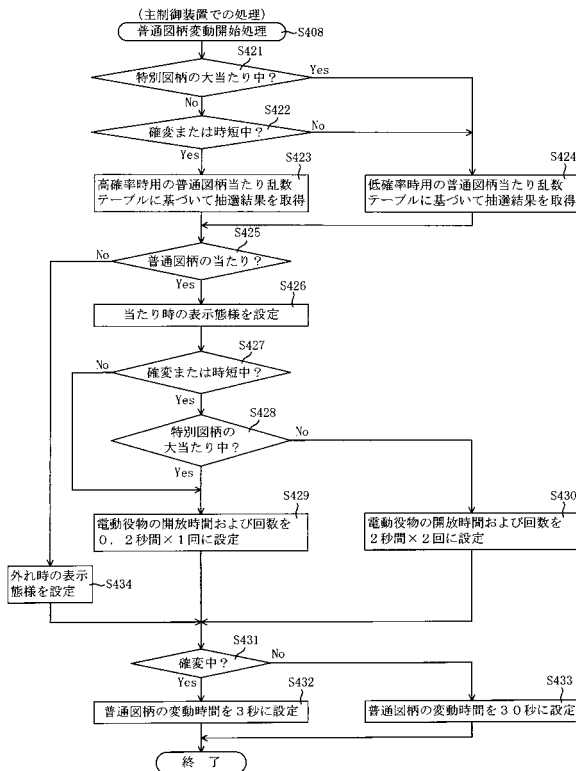 (主制御装置での処理)
普通図柄変動開始処理
S408
S421
特別図柄の大当たり中?
Yes
No
S422
確変または時短中?
No
Yes
S423
高確率時用の普通図柄当たり乱数
テーブルに基づいて抽選結果を取得
S424
低確率時用の普通図柄当たり乱数
テーブルに基づいて抽選結果を取得
S425
普通図柄の当たり?
No
Yes
S426
当たり時の表示態様を設定
S427
確変または時短中?
No
Yes
S428
特別図柄の
大当たり中?
No
Yes
S429
電動役物の開放時間および回数を
0.2秒間×1回に設定
S430
電動役物の開放時間および回数を
2秒間×2回に設定
外れ時の表示
態様を設定
S434
S431
確変中?
No
Yes
S432
普通図柄の変動時間を3秒に設定
S433
普通図柄の変動時間を30秒に設定
終 了